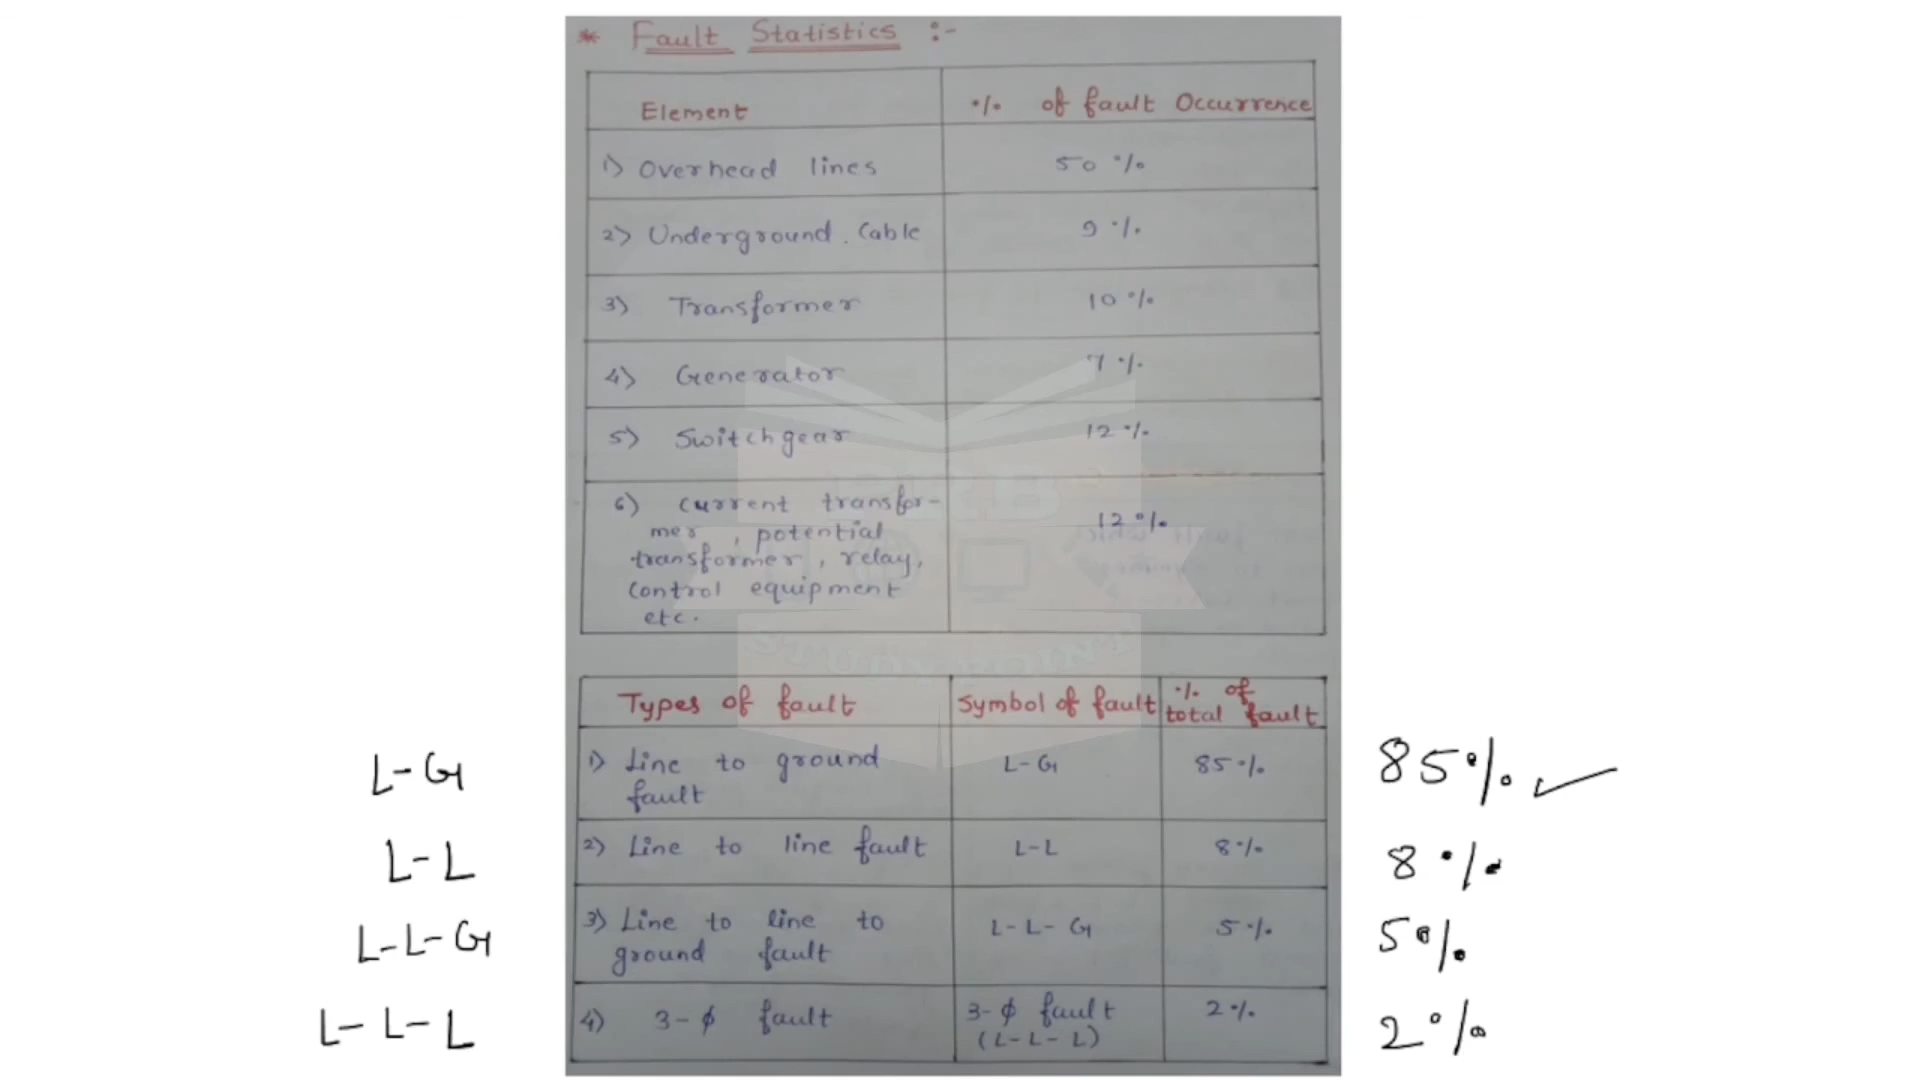 * Fault Statistics :-
Element % of fault Occurrence
1) Overhead lines 50 %
2) Underground Cable 9 %
3) Transformer 10 %
4) Generator 7 %
5) Switchgear 12 %
6) Current transfor-
mer, potential
transformer, relay,
Control equipment
etc.
12 %
Types of fault Symbol of fault % of total fault
L-G 1) Line to ground fault L-G 85 % 85 %
L-L 2) Line to line fault L-L 8 % 8 %
L-L-G 3) Line to line to ground fault L-L-G 5 % 5 %
L-L-L 4) 3-φ fault 3-φ fault (L-L-L) 2 % 2 %